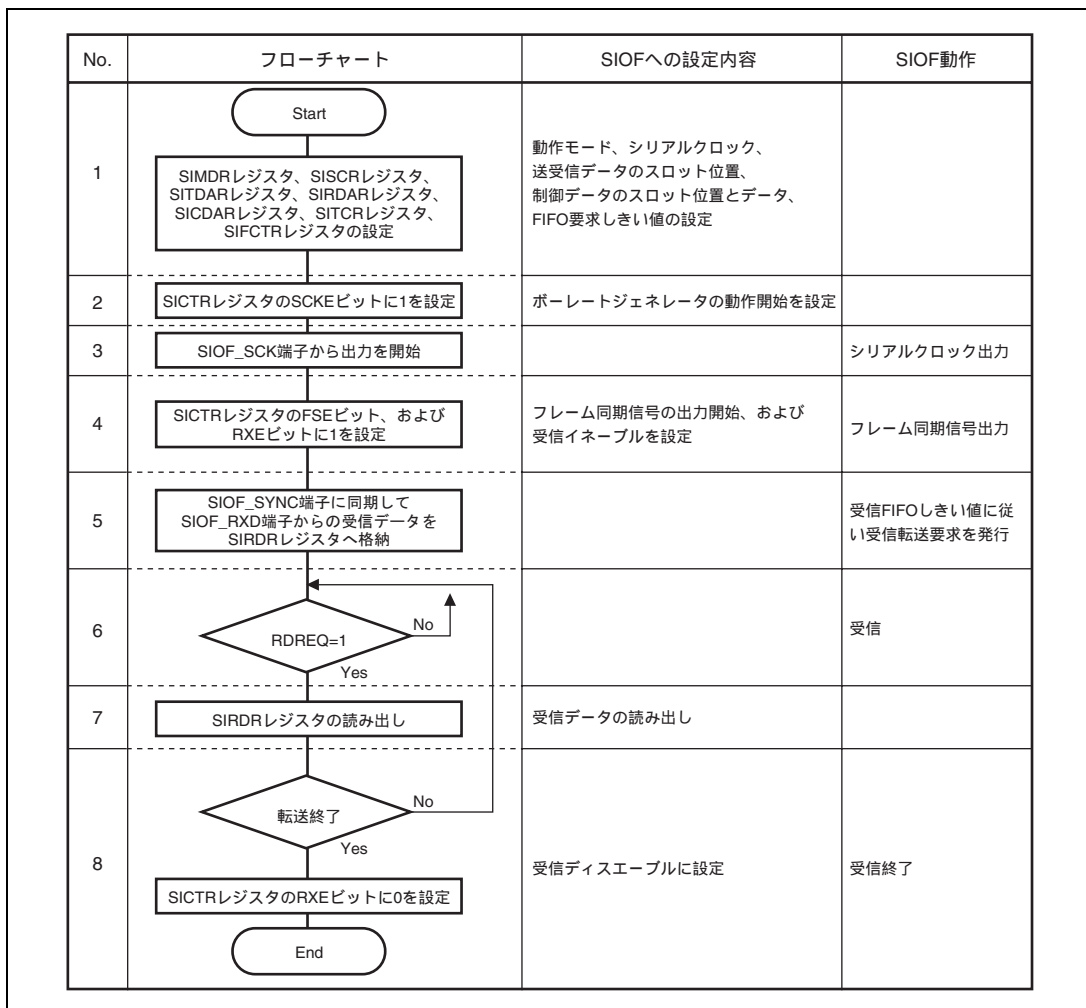 No.
フローチャート
SIOFへの設定内容
SIOF動作
1
Start
SIMDRレジスタ、SISCRレジスタ、
SITDARレジスタ、SIRDARレジスタ、
SICDARレジスタ、SITCRレジスタ、
SIFCTRレジスタの設定
動作モード、シリアルクロック、
送受信データのスロット位置、
制御データのスロット位置とデータ、
FIFO要求しきい値の設定
2
SICTRレジスタのSCKEビットに1を設定
ボーレートジェネレータの動作開始を設定
3
SIOF_SCK端子から出力を開始
シリアルクロック出力
4
SICTRレジスタのFSEビット、および
RXEビットに1を設定
フレーム同期信号の出力開始、および
受信イネーブルを設定
フレーム同期信号出力
5
SIOF_SYNC端子に同期して
SIOF_RXD端子からの受信データを
SIRDRレジスタへ格納
受信FIFOしきい値に従
い受信転送要求を発行
6
RDREQ=1
No
Yes
受信
7
SIRDRレジスタの読み出し
受信データの読み出し
8
転送終了
No
Yes
SICTRレジスタのRXEビットに0を設定
End
受信ディスエーブルに設定
受信終了